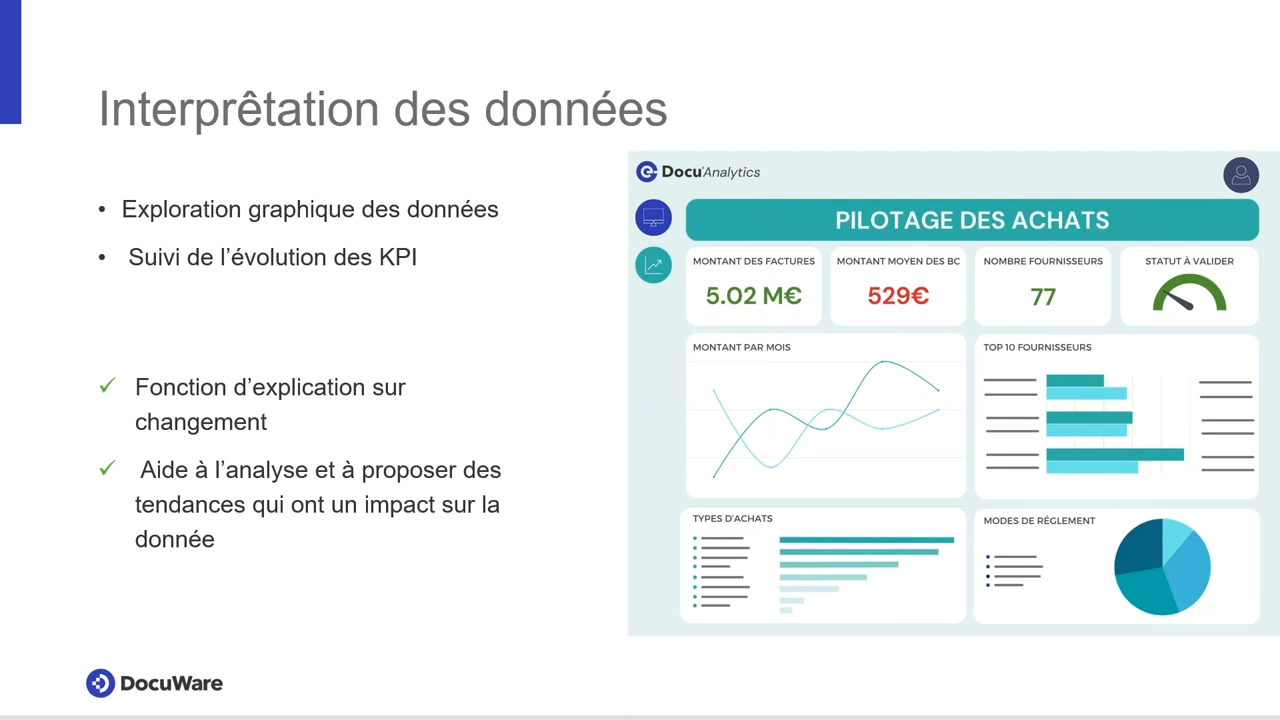 Interprêtation des données
• Exploration graphique des données
• Suivi de l’évolution des KPI
✓ Fonction d’explication sur
changement
✓ Aide à l’analyse et à proposer des
tendances qui ont un impact sur la
donnée
DocuWare
Docu'Analytics
PILOTAGE DES ACHATS
MONTANT DES FACTURES
5.02 M€
MONTANT MOYEN DES BC
529€
NOMBRE FOURNISSEURS
77
STATUT À VALIDER
MONTANT PAR MOIS
TOP 10 FOURNISSEURS
TYPES D'ACHATS
MODES DE RÉGLEMENT